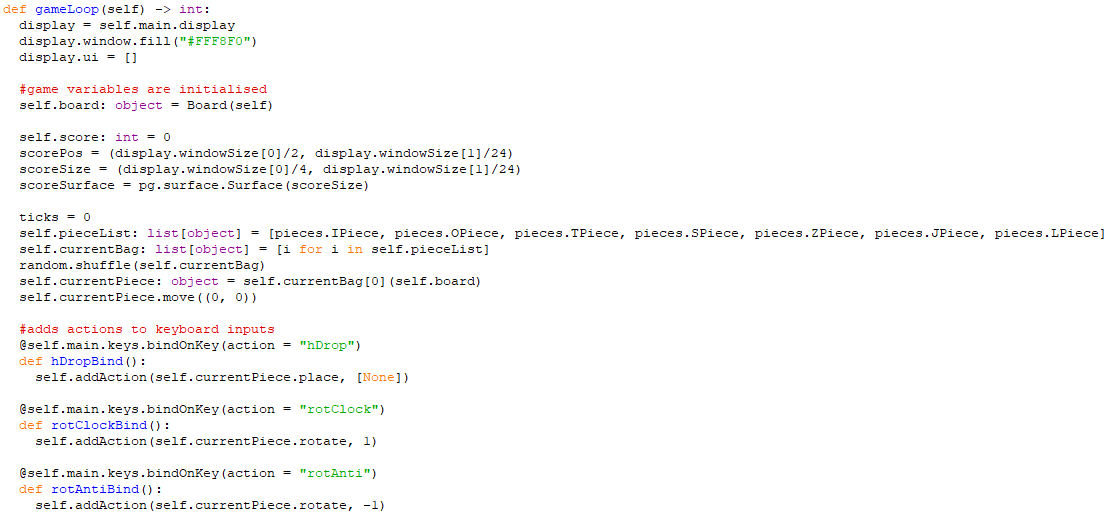 def gameLoop(self) -> int:
  display = self.main.display
  display.window.fill("#FFF8F0")
  display.ui = []

  #game variables are initialised
  self.board: object = Board(self)

  self.score: int = 0
  scorePos = (display.windowSize[0]/2, display.windowSize[1]/24)
  scoreSize = (display.windowSize[0]/4, display.windowSize[1]/24)
  scoreSurface = pg.surface.Surface(scoreSize)

  ticks = 0
  self.pieceList: list[object] = [pieces.IPiece, pieces.OPiece, pieces.TPiece, pieces.SPiece, pieces.ZPiece, pieces.JPiece, pieces.LPiece]
  self.currentBag: list[object] = [i for i in self.pieceList]
  random.shuffle(self.currentBag)
  self.currentPiece: object = self.currentBag[0](self.board)
  self.currentPiece.move((0, 0))

  #adds actions to keyboard inputs
  @self.main.keys.bindOnKey(action = "hDrop")
  def hDropBind():
    self.addAction(self.currentPiece.place, [None])

  @self.main.keys.bindOnKey(action = "rotClock")
  def rotClockBind():
    self.addAction(self.currentPiece.rotate, 1)

  @self.main.keys.bindOnKey(action = "rotAnti")
  def rotAntiBind():
    self.addAction(self.currentPiece.rotate, -1)